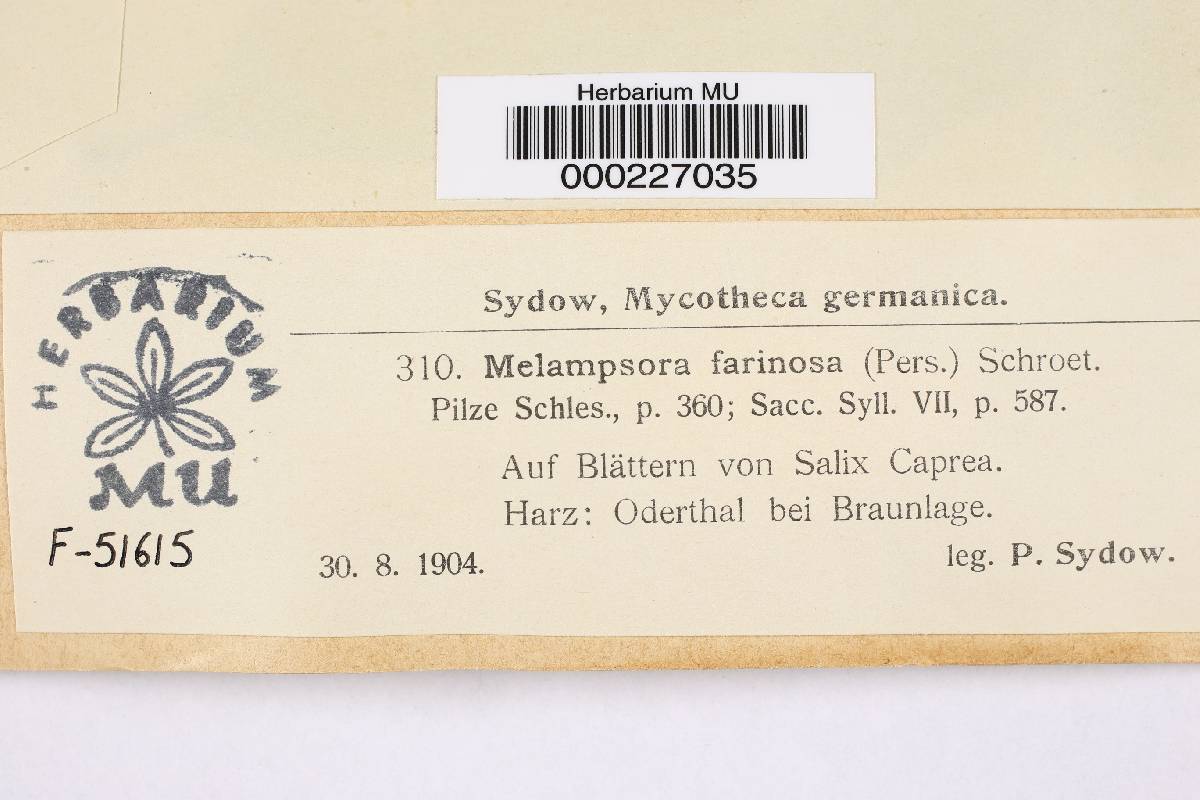 Herbarium MU
000227035
HERBARIUM
MU
F-51615
Sydow, Mycotheca germanica.
310. Melampsora farinosa (Pers.) Schroet.
Pilze Schles., p. 360; Sacc. Syll. VII, p. 587.
Auf Blättern von Salix Caprea.
Harz: Oderthal bei Braunlage.
30. 8. 1904. leg. P. Sydow.